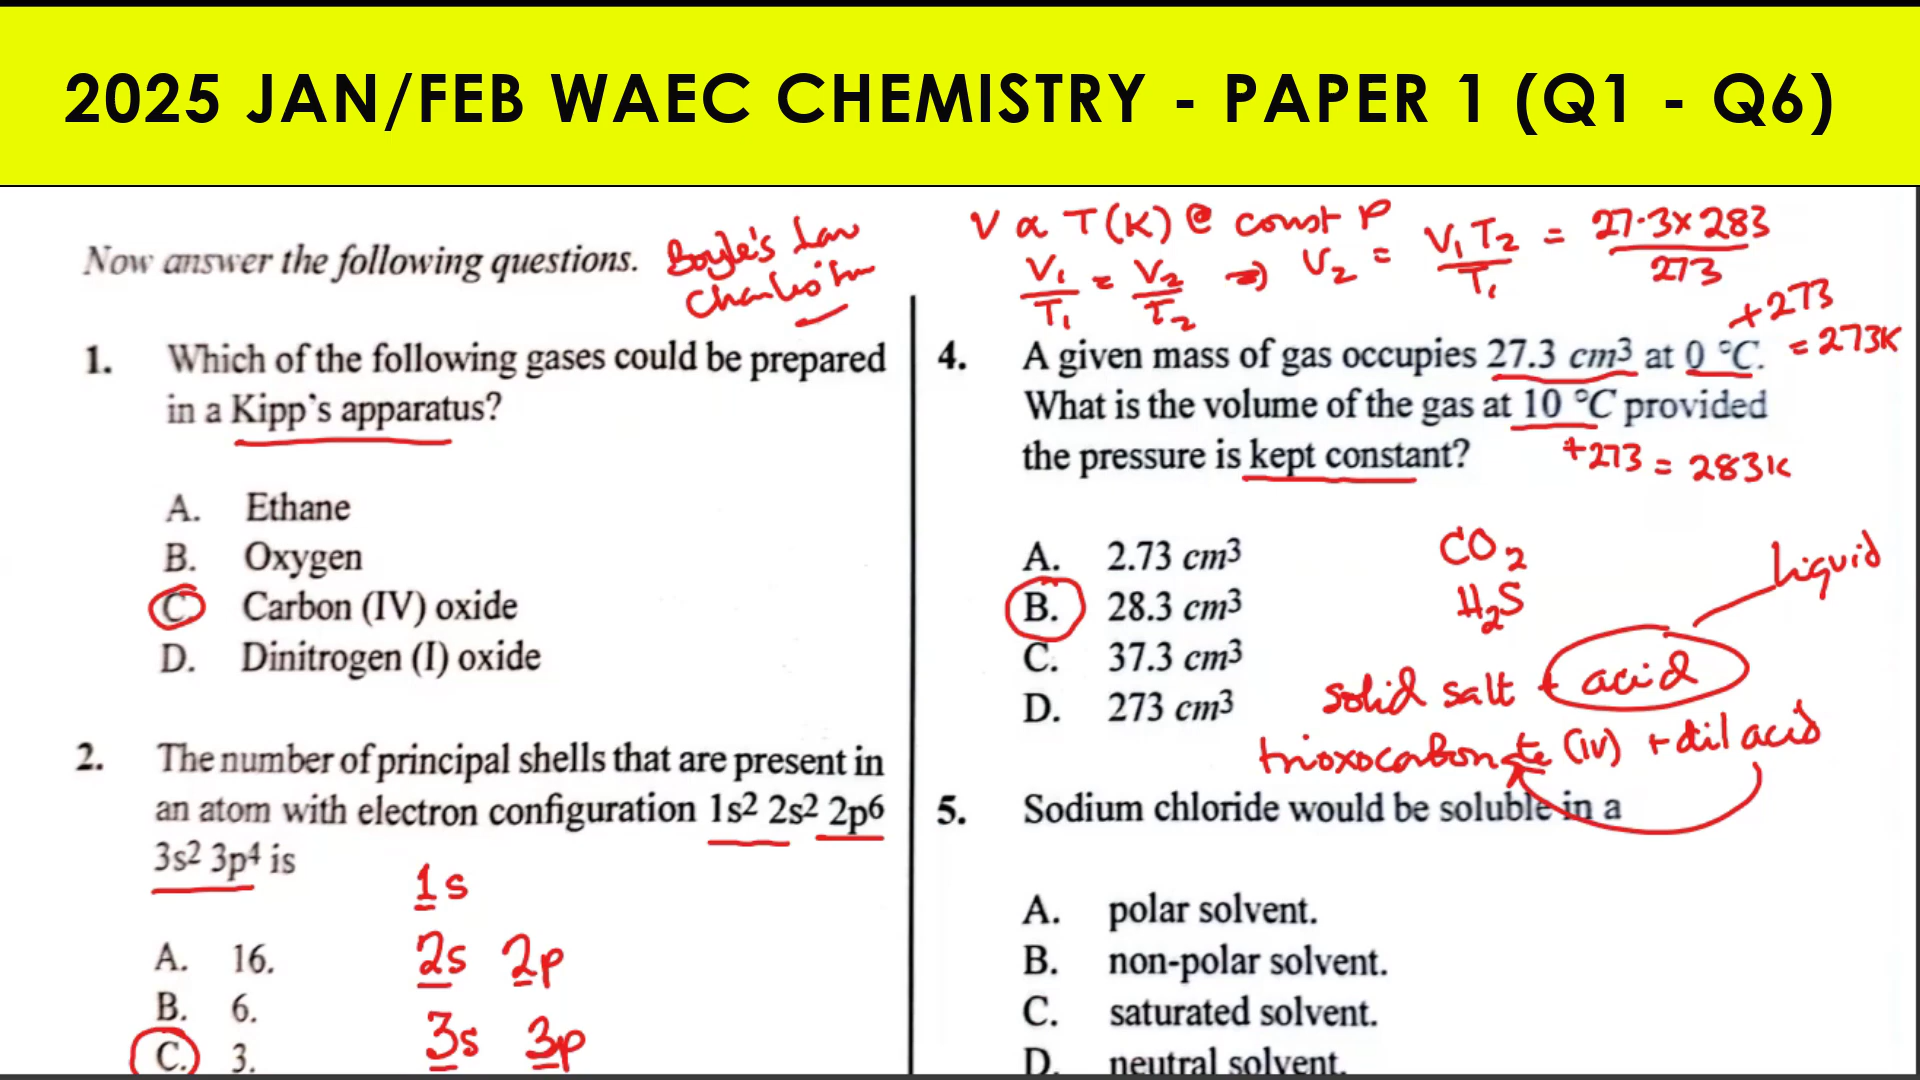 2025 JAN/FEB WAEC CHEMISTRY - PAPER 1 (Q1 - Q6)
Now answer the following questions.
Boyle's Law
Charles' law
1. Which of the following gases could be prepared
in a Kipp's apparatus?
A. Ethane
B. Oxygen
C. Carbon (IV) oxide
D. Dinitrogen (I) oxide
2. The number of principal shells that are present in
an atom with electron configuration 1s2 2s2 2p6
3s2 3p4 is
1s
2s 2p
3s 3p
A. 16.
B. 6.
C. 3.
V ∝ T(K) @ const P
V₁/T₁ = V₂/T₂ ⇒ V₂ = V₁T₂/T₁ = 27.3 x 283/273
+273
= 273K
4. A given mass of gas occupies 27.3 cm3 at 0 °C.
What is the volume of the gas at 10 °C provided
the pressure is kept constant?
+273 = 283K
A. 2.73 cm3
B. 28.3 cm3
C. 37.3 cm3
D. 273 cm3
CO₂
H₂S
liquid
solid salt + acid
trioxocarbonate (IV) + dil acid
5. Sodium chloride would be soluble in a
A. polar solvent.
B. non-polar solvent.
C. saturated solvent.
D. neutral solvent.